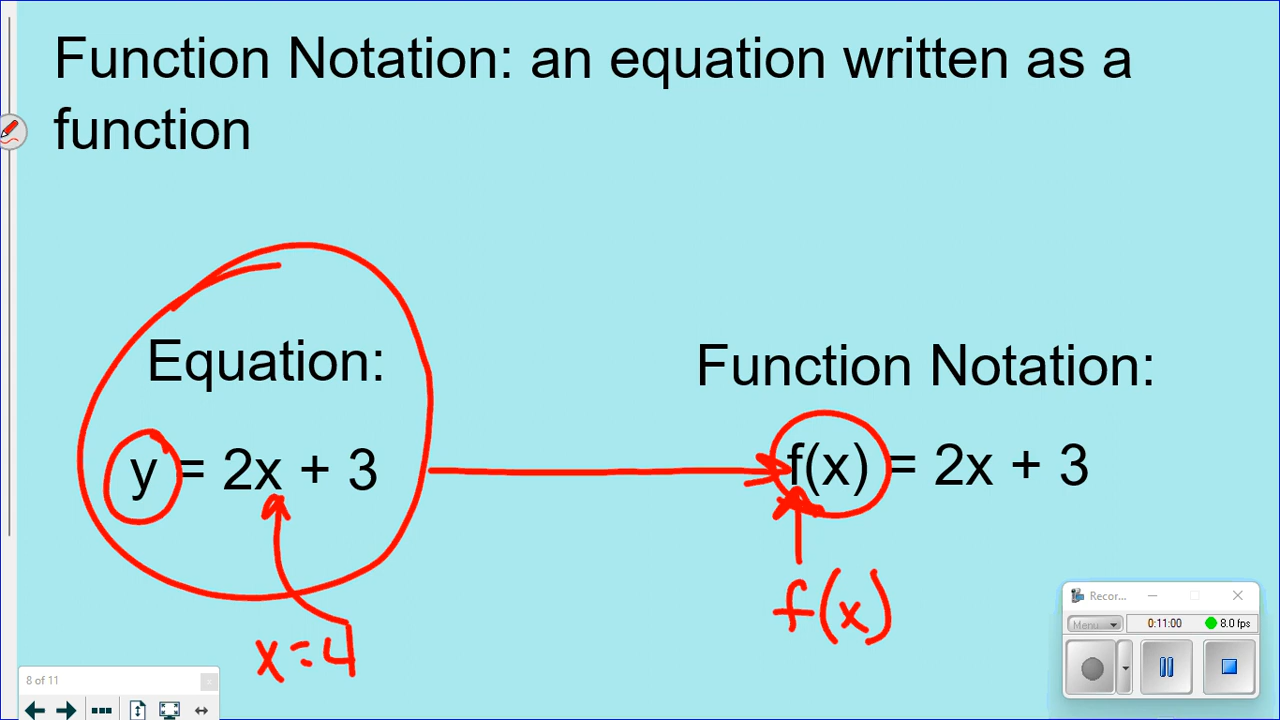 Function Notation: an equation written as a
function
Equation:
Function Notation:
y = 2x + 3
f(x) = 2x + 3
f(x)
x=4
Recor...
Menu
0:11:00
8.0 fps
8 of 11